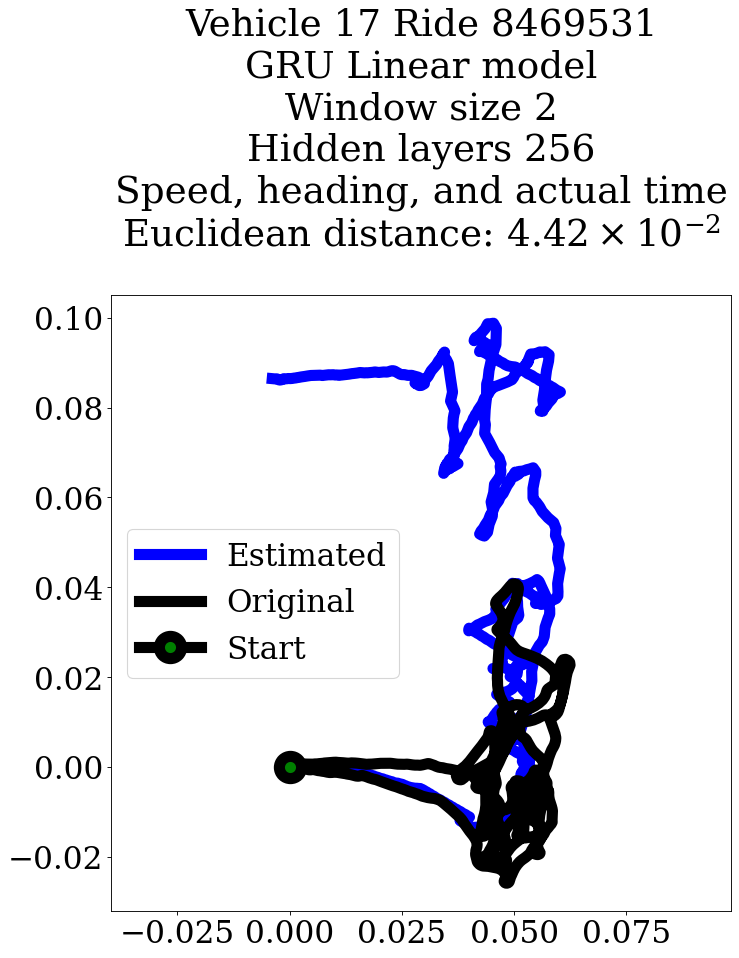 Vehicle 17 Ride 8469531
GRU Linear model
Window size 2
Hidden layers 256
Speed, heading, and actual time
Euclidean distance: 4.42 × 10⁻²
0.10
0.08
0.06
0.04
0.02
0.00
−0.02
Estimated
Original
Start
−0.025 0.000 0.025 0.050 0.075